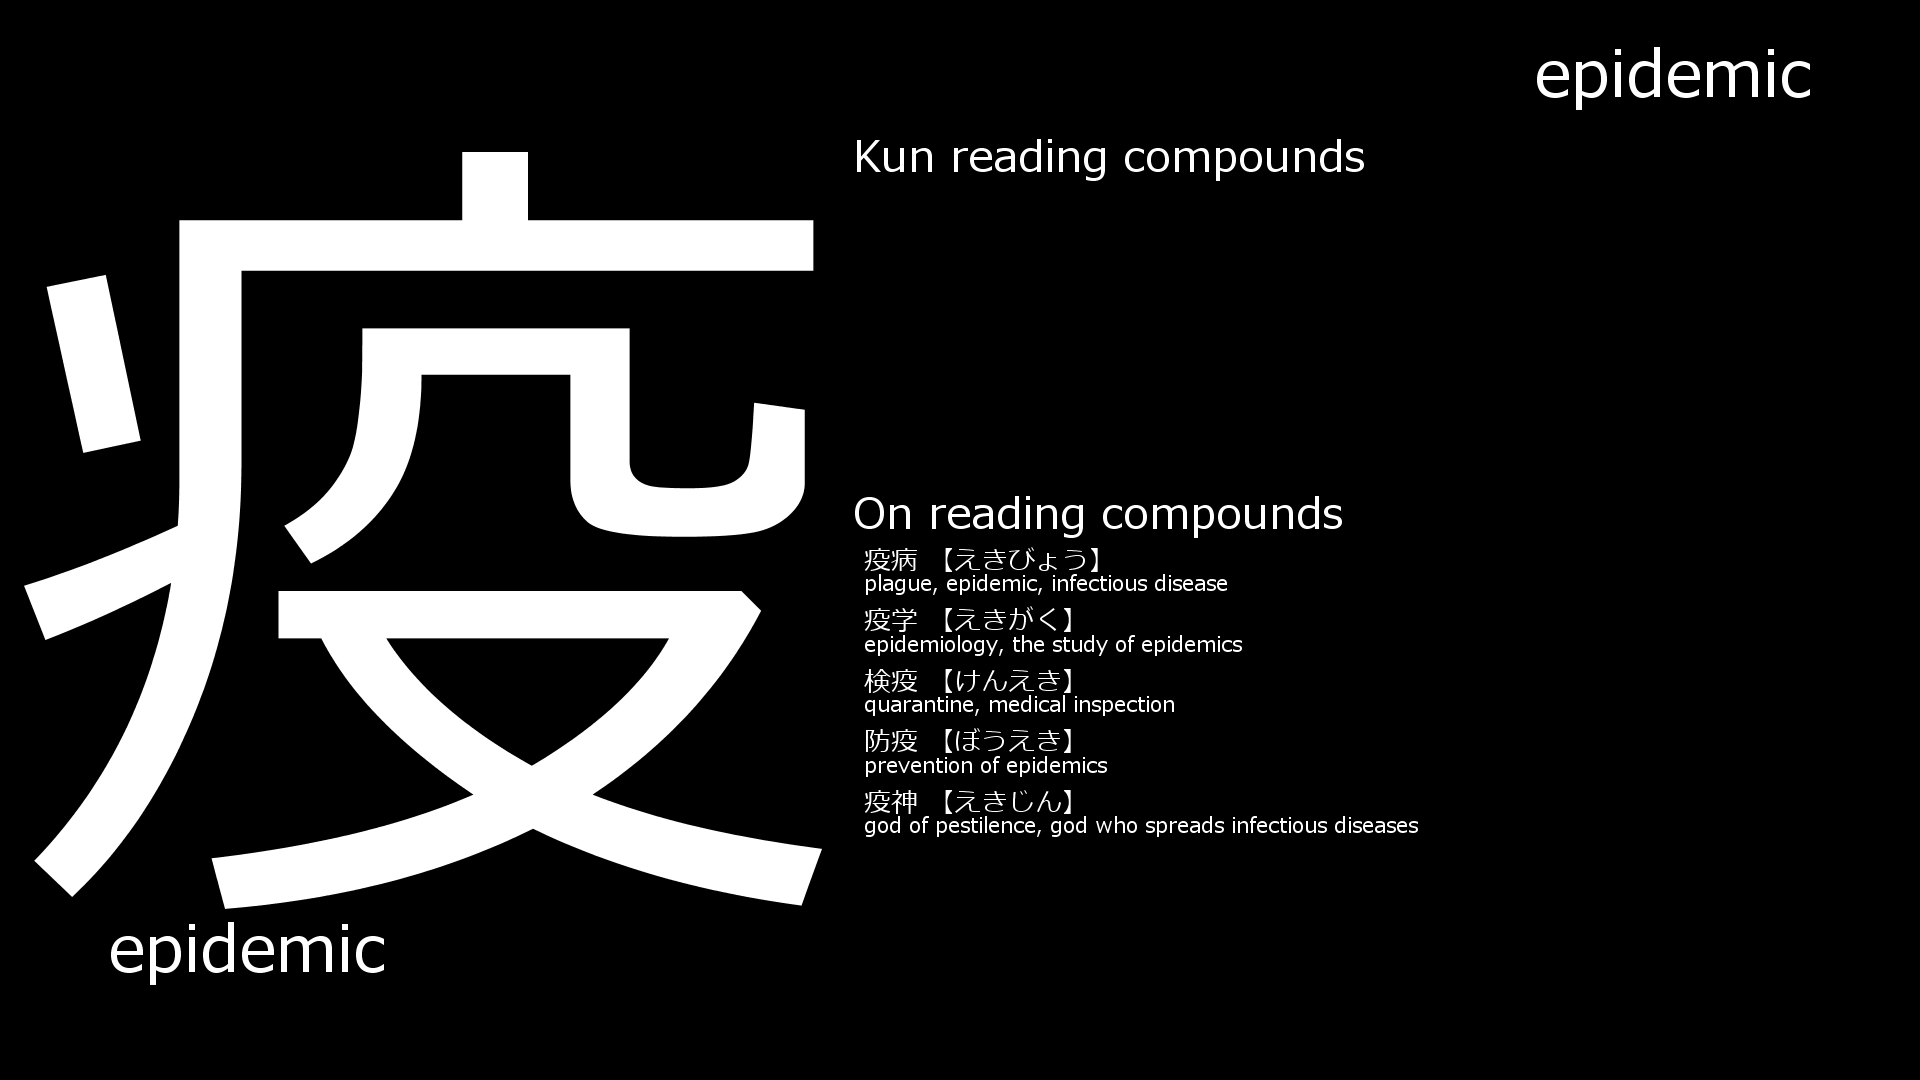 epidemic
疫
Kun reading compounds
On reading compounds
疫病 【えきびょう】
plague, epidemic, infectious disease
疫学 【えきがく】
epidemiology, the study of epidemics
検疫 【けんえき】
quarantine, medical inspection
防疫 【ぼうえき】
prevention of epidemics
疫神 【えきじん】
god of pestilence, god who spreads infectious diseases
epidemic